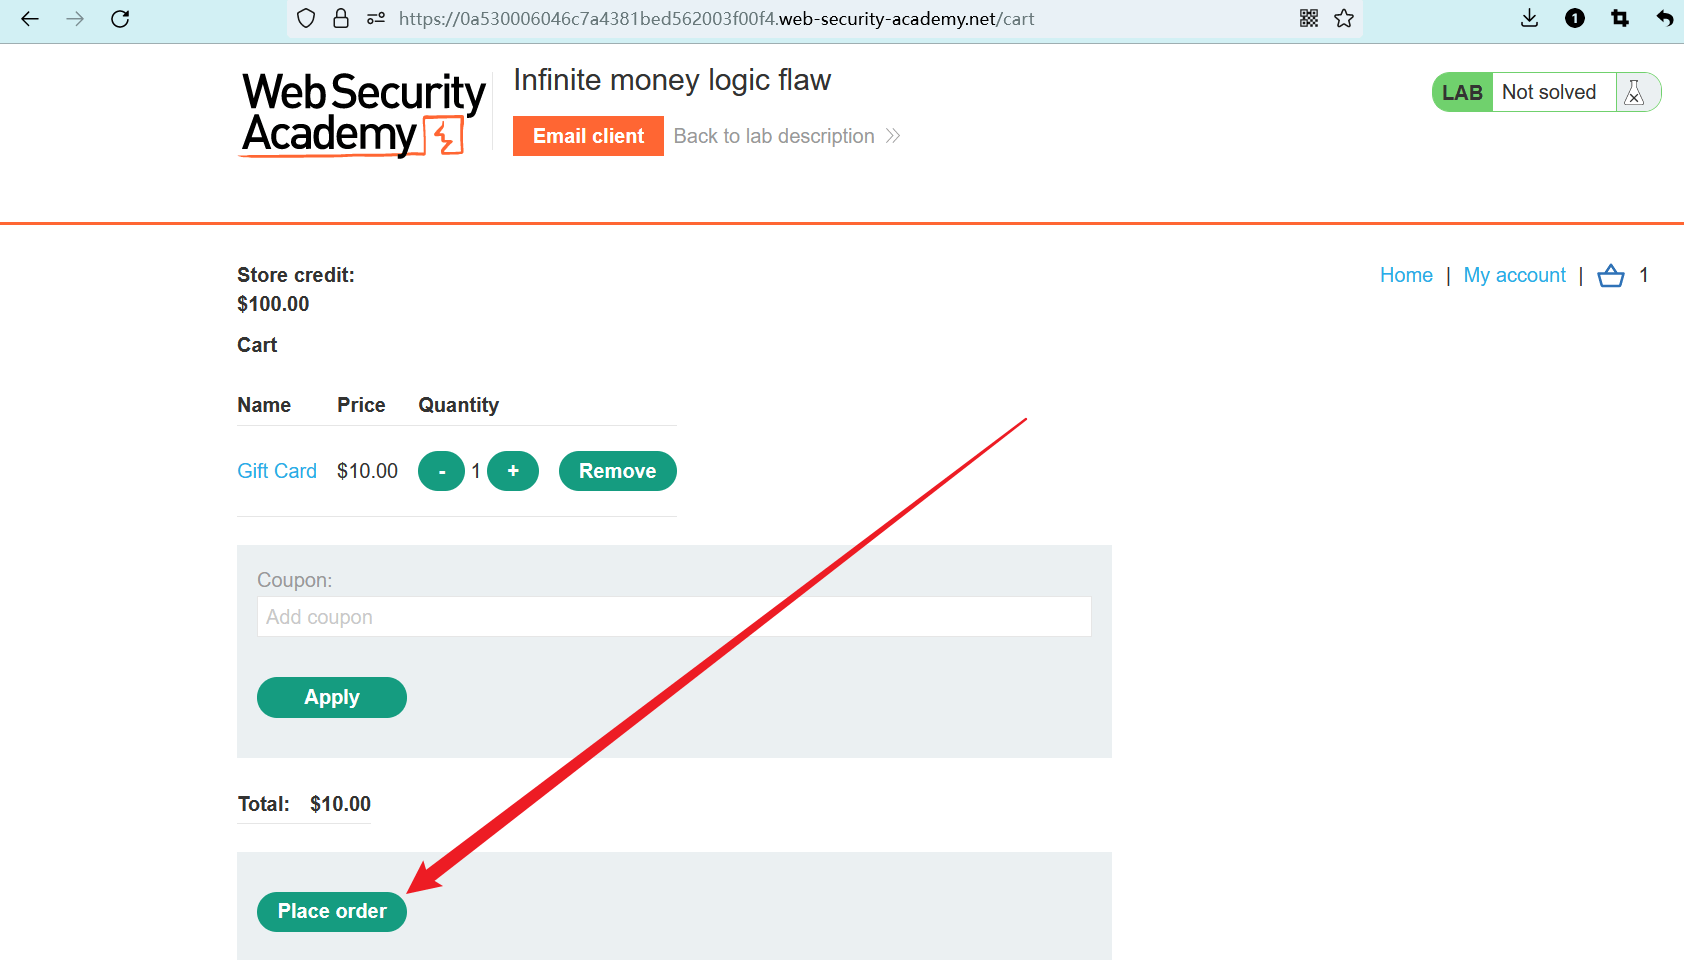 https://0a530006046c7a4381bed562003f00f4.web-security-academy.net/cart
1
Web Security
Academy
Infinite money logic flaw
Email client
Back to lab description
LAB
Not solved
Store credit:
$100.00
Home | My account | 1
Cart
Name Price Quantity
Gift Card $10.00 - 1 + Remove
Coupon:
Add coupon
Apply
Total: $10.00
Place order